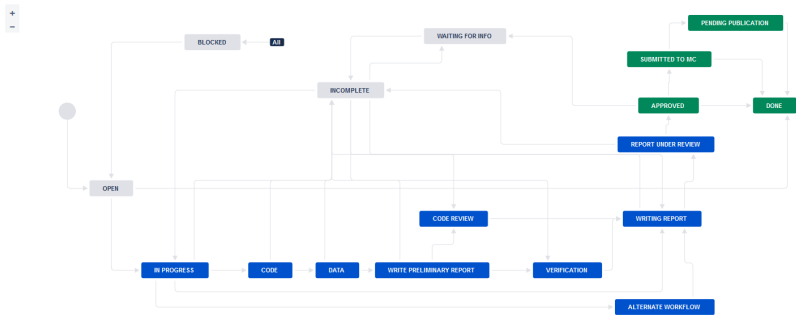 +
−
PENDING PUBLICATION
WAITING FOR INFO
BLOCKED
All
SUBMITTED TO MC
INCOMPLETE
APPROVED
DONE
REPORT UNDER REVIEW
OPEN
CODE REVIEW
WRITING REPORT
IN PROGRESS
CODE
DATA
WRITE PRELIMINARY REPORT
VERIFICATION
ALTERNATE WORKFLOW